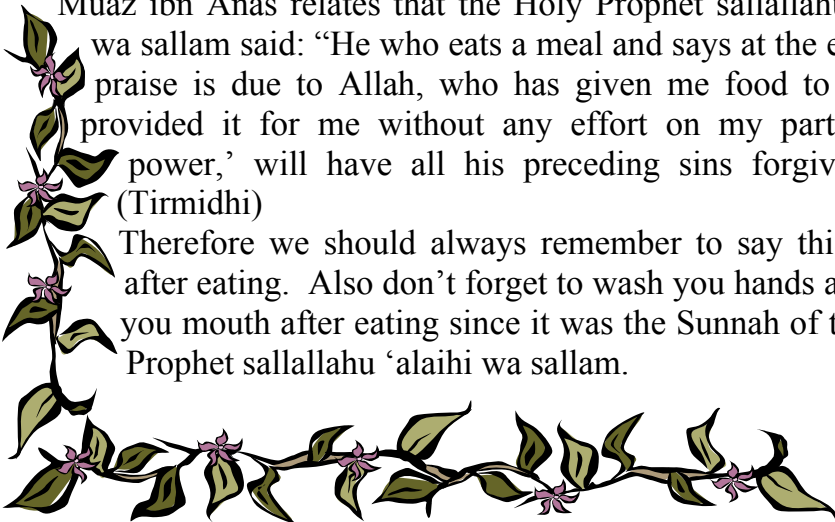 Muaz ibn Anas relates that the Holy Prophet
wa sallam said: “He who eats a meal and says at the
praise is due to Allah, who has given me food to
provided it for me without any effort on my part
power,’ will have all his preceding sins
(Tirmidhi)
Therefore we should always remember to say
after eating. Also don’t forget to wash you hands
you mouth after eating since it was the Sunnah of
Prophet sallallahu ‘alaihi wa sallam.